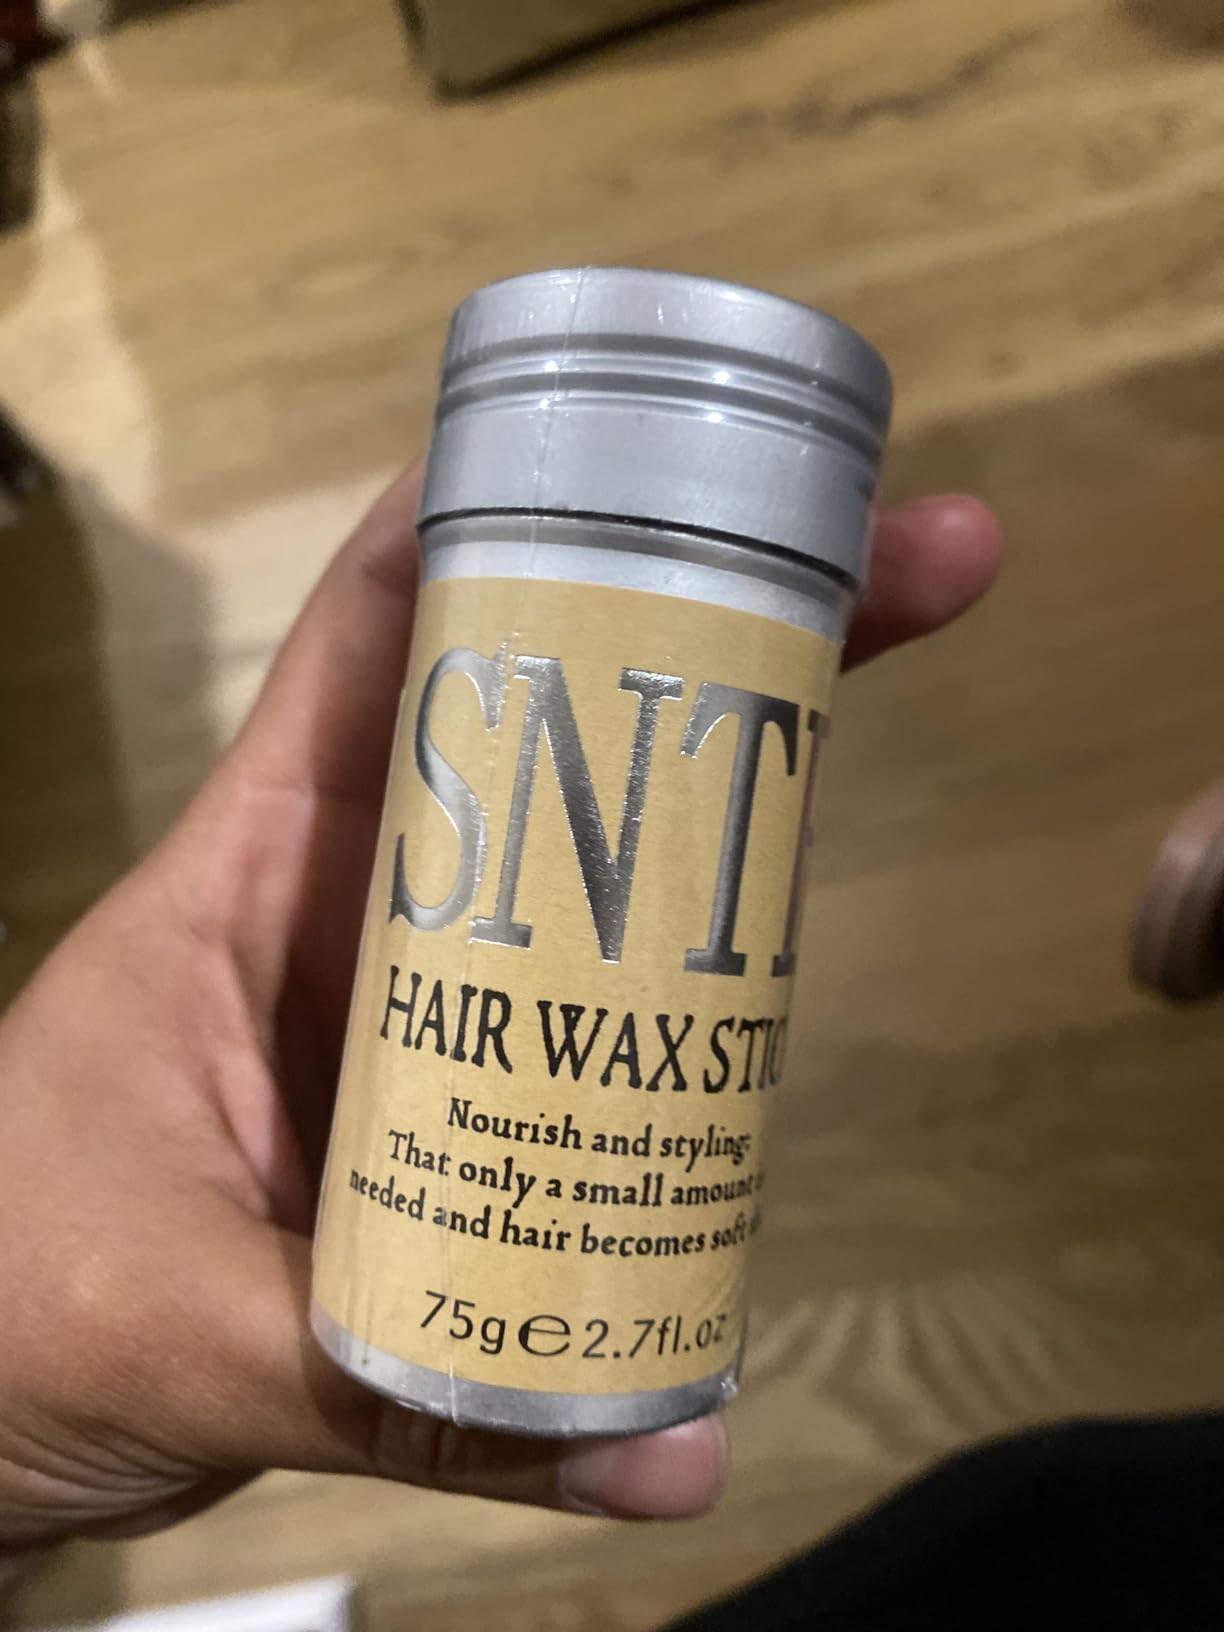 SNT
HAIR WAX STIC
Nourish and styling:
That only a small amount
needed and hair becomes soft
75g ℮ 2.7fl.oz